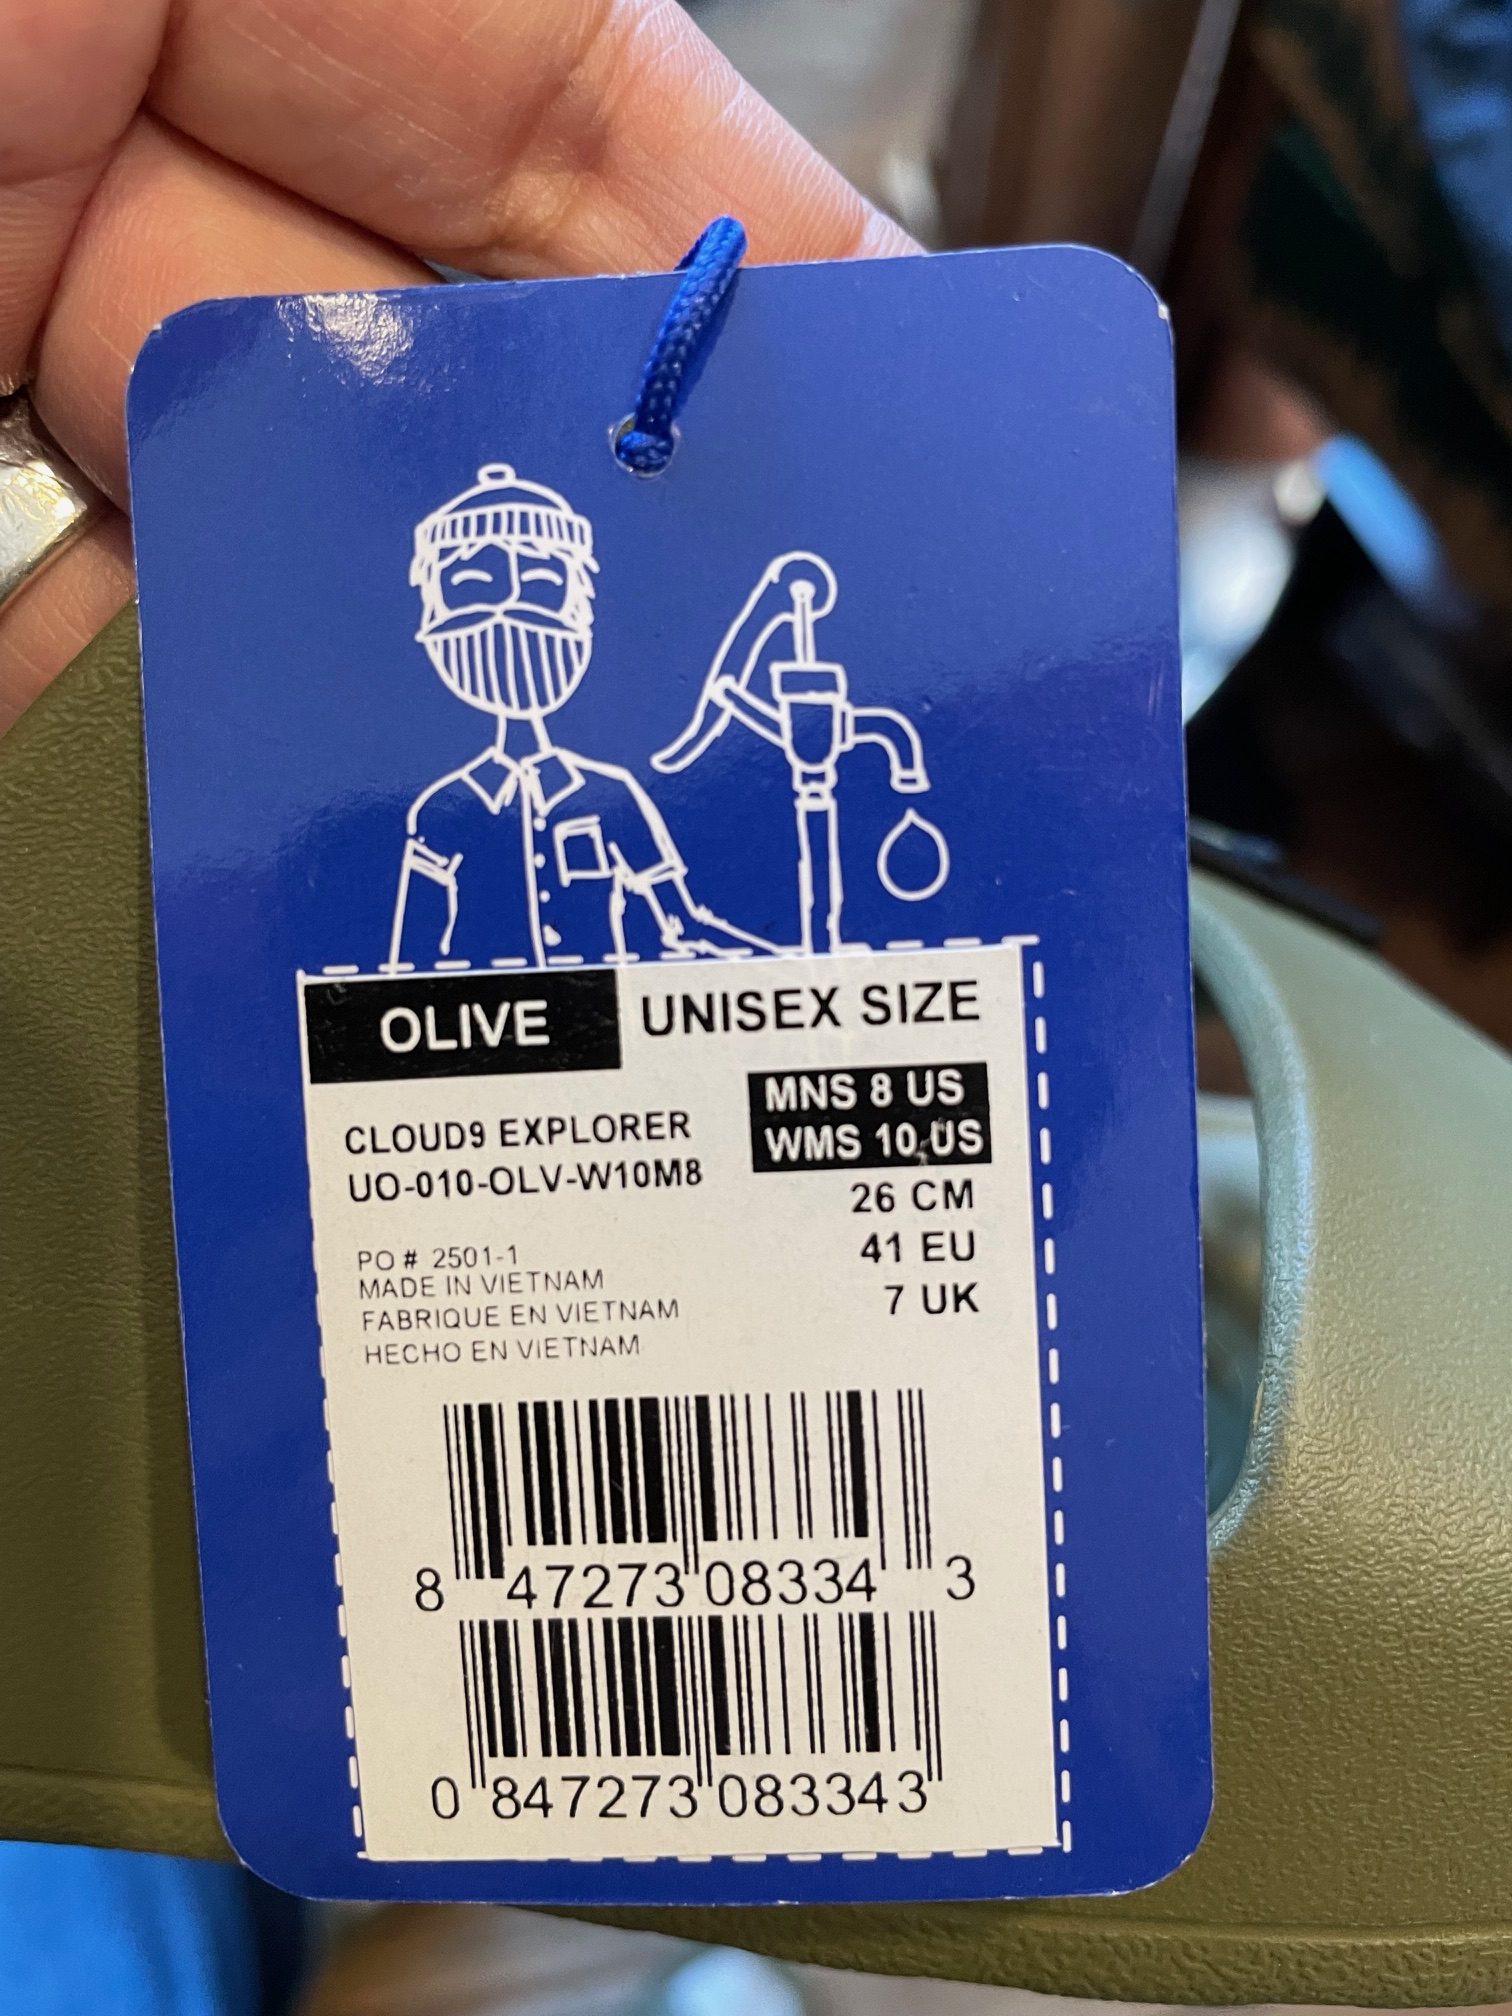 OLIVE
UNISEX SIZE
CLOUD9 EXPLORER
UO-010-OLV-W10M8
MNS 8 US
WMS 10 US
26 CM
41 EU
7 UK
PO # 2501-1
MADE IN VIETNAM
FABRIQUE EN VIETNAM
HECHO EN VIETNAM
8 47273 08334 3
0 847273 083343